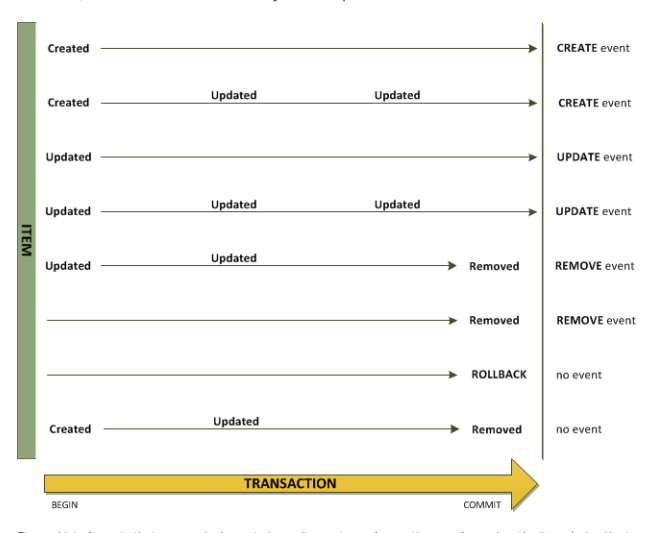 Created CREATE event
Updated Updated
Created CREATE event
Updated UPDATE event
Updated Updated
Updated UPDATE event
ITEM
Updated
Updated Removed REMOVE event
Removed REMOVE event
ROLLBACK no event
Updated
Created Removed no event
TRANSACTION
BEGIN COMMIT